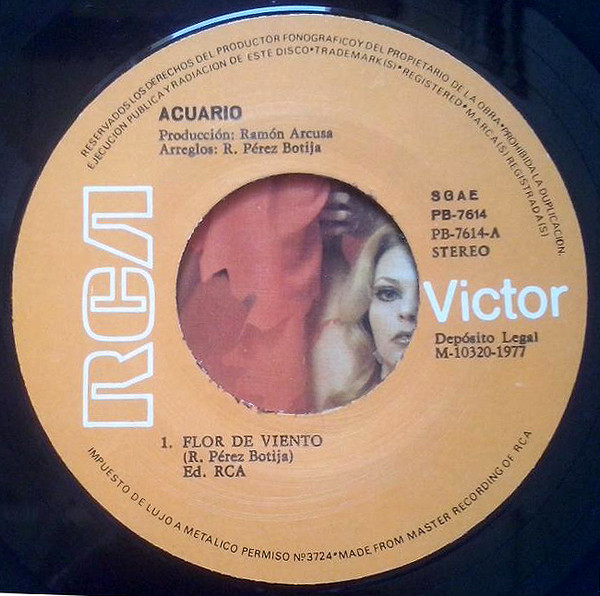 RESERVADOS LOS DERECHOS DEL PRODUCTOR FONOGRAFICO Y DEL PROPIETARIO DE LA OBRA•PROHIBIDA LA DUPLICACION.
EJECUCION PUBLICA Y RADIACION DE ESTE DISCO•TRADEMARK(S)•REGISTERED•MARCA(S) REGISTRADA(S)
ACUARIO
Producción: Ramón Arcusa
Arreglos: R. Pérez Botija
SGAE
PB-7614
PB-7614-A
STEREO
RCA
Victor
Depósito Legal
M-10320-1977
1. FLOR DE VIENTO
(R. Pérez Botija)
Ed. RCA
IMPUESTO DE LUJO A METALICO PERMISO Nº3724•MADE FROM MASTER RECORDING OF RCA